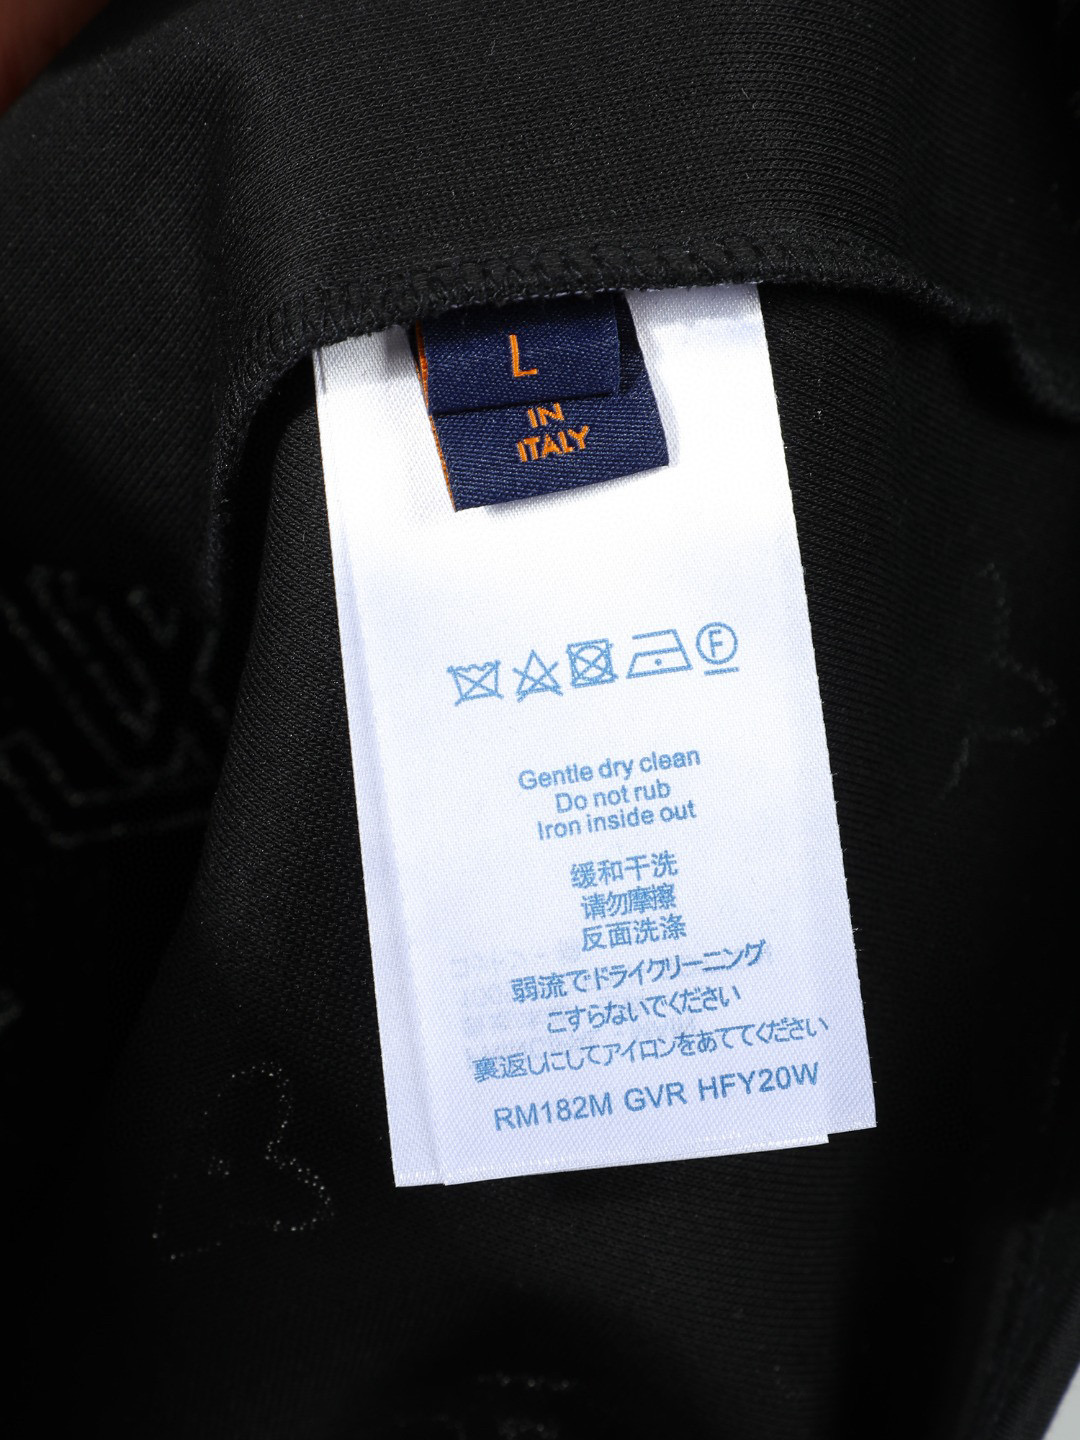 L
IN
ITALY
F
Gentle dry clean
Do not rub
Iron inside out
缓和干洗
请勿摩擦
反面洗涤
弱流でドライクリーニング
こすらないでください
裏返しにしてアイロンをあててください
RM182M GVR HFY20W